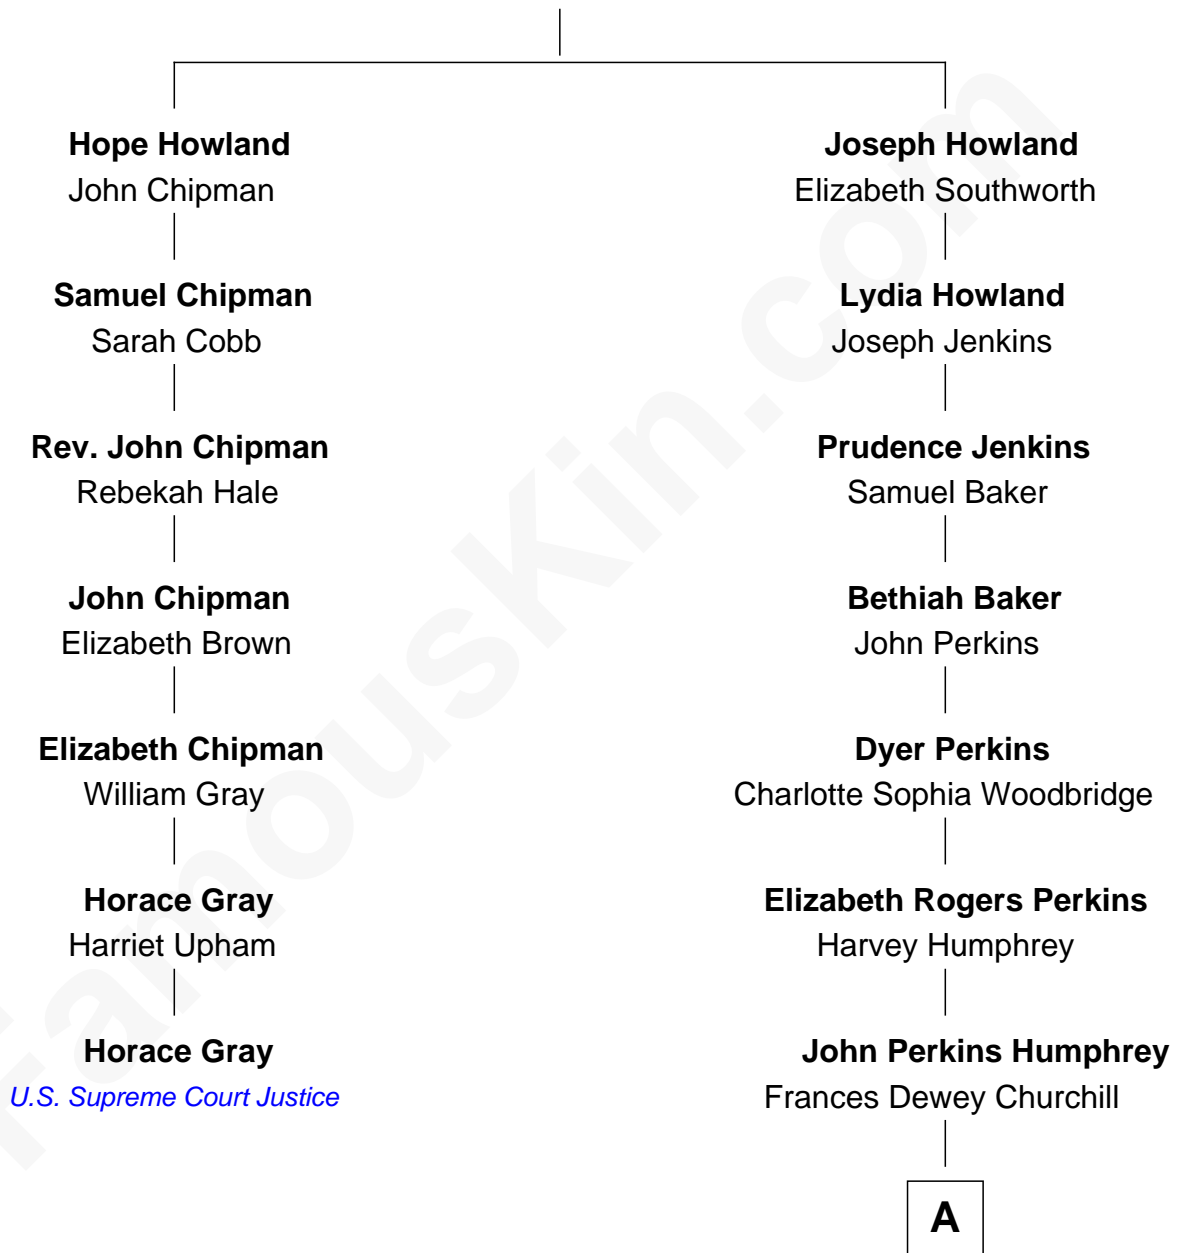 Hope Howland
John Chipman
Samuel Chipman
Sarah Cobb
Rev. John Chipman
Rebekah Hale
John Chipman
Elizabeth Brown
Elizabeth Chipman
William Gray
Horace Gray
Harriet Upham
Horace Gray
U.S. Supreme Court Justice
Joseph Howland
Elizabeth Southworth
Lydia Howland
Joseph Jenkins
Prudence Jenkins
Samuel Baker
Bethiah Baker
John Perkins
Dyer Perkins
Charlotte Sophia Woodbridge
Elizabeth Rogers Perkins
Harvey Humphrey
John Perkins Humphrey
Frances Dewey Churchill
A
FamousKin.com